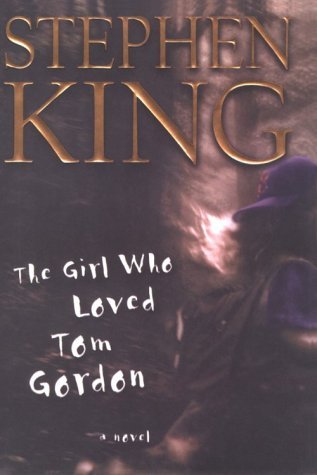 STEPHEN
KING
The Girl Who
Loved
Tom
Gordon
a novel